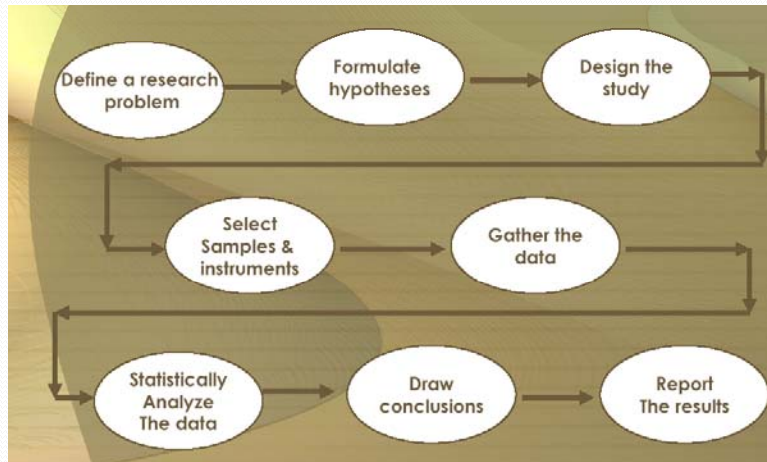 Define a research
problem
Formulate
hypotheses
Design the
study
Select
Samples &
instruments
Gather the
data
Statistically
Analyze
The data
Draw
conclusions
Report
The results